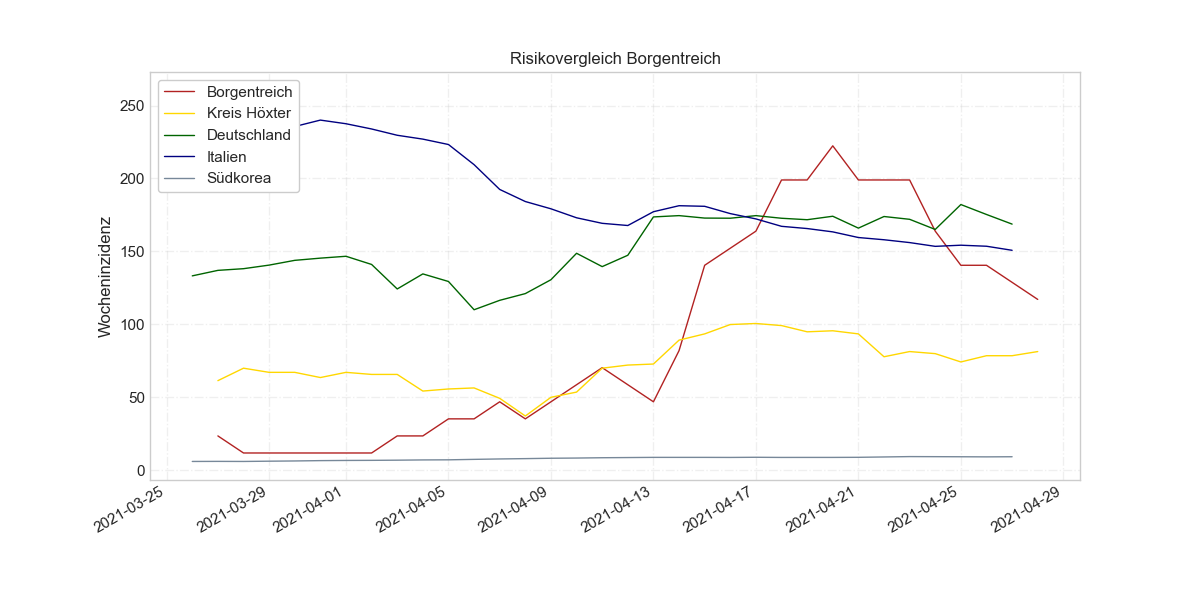 Risikovergleich Borgentreich
Borgentreich
Kreis Höxter
Deutschland
Italien
Südkorea
Wocheninzidenz
250
200
150
100
50
0
2021-03-25
2021-03-29
2021-04-01
2021-04-05
2021-04-09
2021-04-13
2021-04-17
2021-04-21
2021-04-25
2021-04-29